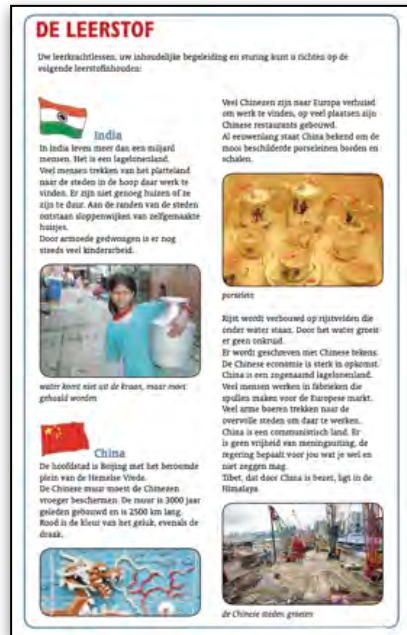 DE LEERSTOF
Uw leerkrachtlessen, uw inhoudelijke begeleiding en sturing kunt u richten op de
volgende leerstofinhouden:
India
In India leven meer dan een miljard
mensen. Het is een lagelonenland.
Veel mensen trekken van het platteland
naar de steden in de hoop daar werk te
vinden. Er zijn niet genoeg huizen of ze
zijn te duur. Aan de randen van de steden
ontstaan sloppenwijken van zelfgemaakte
huisjes.
Door armoede gedwongen is er nog
steeds veel kinderarbeid.
water komt niet uit de kraan, maar moet
gehaald worden
China
De hoofdstad is Beijing met het beroemde
plein van de Hemelse Vrede.
De Chinese muur moest de Chinezen
vroeger beschermen. De muur is 3000 jaar
geleden gebouwd en is 2500 km lang.
Rood is de kleur van het geluk, evenals de
draak.
Veel Chinezen zijn naar Europa verhuisd
om werk te vinden, op veel plaatsen zijn
Chinese restaurants gebouwd.
Al eeuwenlang staat China bekend om de
mooi beschilderde porseleinen borden en
schalen.
porselein
Rijst wordt verbouwd op rijstvelden die
onder water staan. Door het water groeit
er geen onkruid.
Er wordt geschreven met Chinese tekens.
De Chinese economie is sterk in opkomst.
China is een zogenaamd lagelonenland.
Veel mensen werken in fabrieken die
spullen maken voor de Europese markt.
Veel arme boeren trekken naar de
overvolle steden om daar te werken.
China is een communistisch land. Er
is geen vrijheid van meningsuiting, de
regering bepaalt voor jou wat je wel en
niet zeggen mag.
Tibet, dat door China is bezet, ligt in de
Himalaya.
de Chinese steden groeien